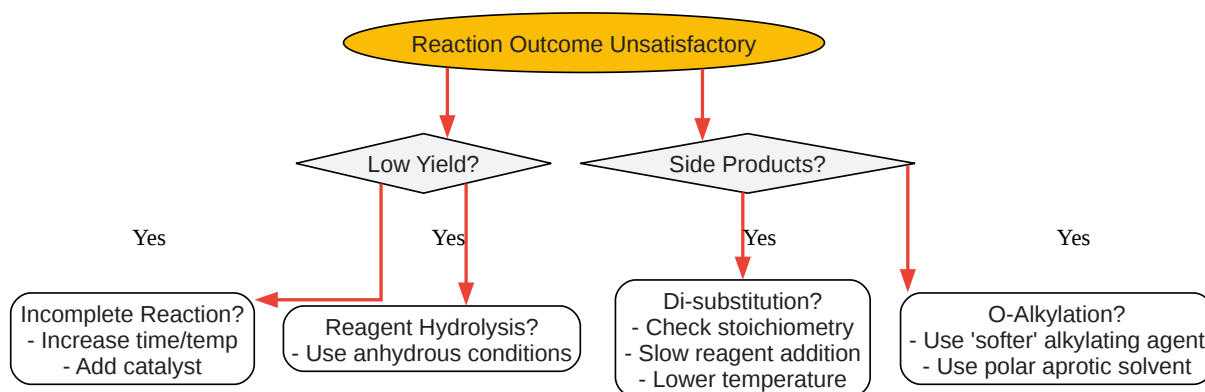 Reaction Outcome Unsatisfactory
Low Yield?
Side Products?
Yes
Yes
Yes
Yes
Incomplete Reaction?
- Increase time/temp
- Add catalyst
Reagent Hydrolysis?
- Use anhydrous conditions
Di-substitution?
- Check stoichiometry
- Slow reagent addition
- Lower temperature
O-Alkylation?
- Use 'softer' alkylating agent
- Use polar aprotic solvent